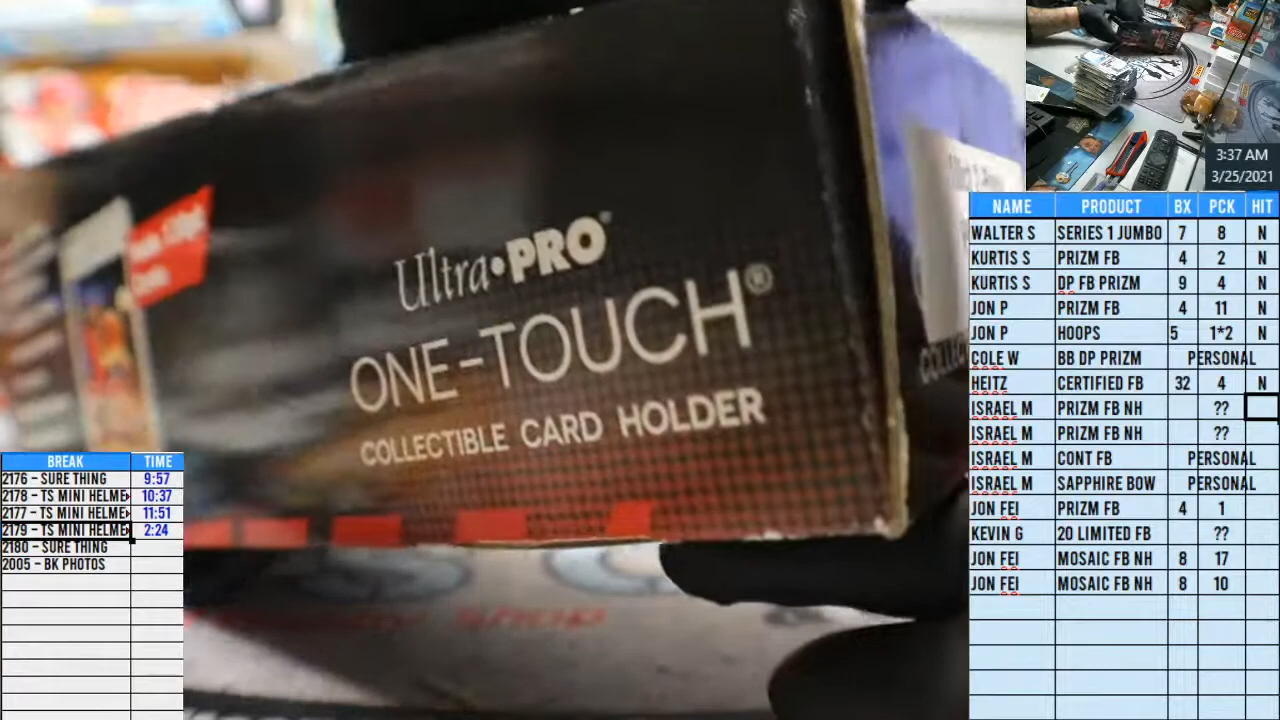 Ultra•PRO®
ONE-TOUCH®
COLLECTIBLE CARD HOLDER
3:37 AM
3/25/2021
NAME PRODUCT BX PCK HIT
WALTER S SERIES 1 JUMBO 7 8 N
KURTIS S PRIZM FB 4 2 N
KURTIS S DP FB PRIZM 9 4 N
JON P PRIZM FB 4 11 N
JON P HOOPS 5 1*2 N
COLE W BB DP PRIZM PERSONAL
HEITZ CERTIFIED FB 32 4 N
ISRAEL M PRIZM FB NH ??
ISRAEL M PRIZM FB NH ??
ISRAEL M CONT FB PERSONAL
ISRAEL M SAPPHIRE BOW PERSONAL
JON FEI PRIZM FB 4 1
KEVIN G 20 LIMITED FB ??
JON FEI MOSAIC FB NH 8 17
JON FEI MOSAIC FB NH 8 10
BREAK TIME
2176 – SURE THING 9:57
2178 – TS MINI HELME 10:37
2177 – TS MINI HELME 11:51
2179 – TS MINI HELME 2:24
2180 – SURE THING
2005 – BK PHOTOS